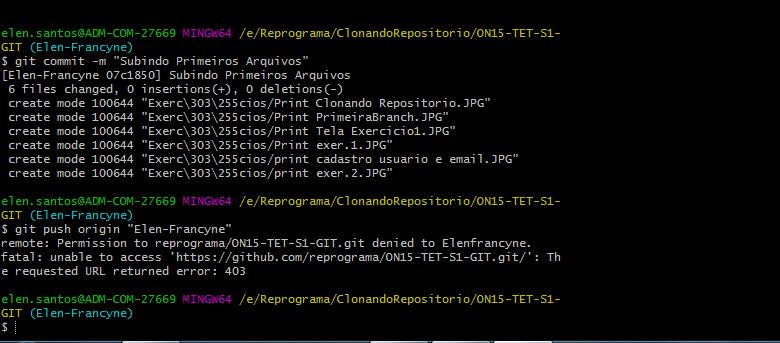 elen.santos@ADM-COM-27669 MINGW64 /e/Reprograma/ClonandoRepositorio/ON15-TET-S1-
GIT (Elen-Francyne)
$ git commit -m "Subindo Primeiros Arquivos"
[Elen-Francyne 07c1850] Subindo Primeiros Arquivos
 6 files changed, 0 insertions(+), 0 deletions(-)
 create mode 100644 "Exerc\303\255cios/Print Clonando Repositorio.JPG"
 create mode 100644 "Exerc\303\255cios/Print PrimeiraBranch.JPG"
 create mode 100644 "Exerc\303\255cios/Print Tela Exercicio1.JPG"
 create mode 100644 "Exerc\303\255cios/Print exer.1.JPG"
 create mode 100644 "Exerc\303\255cios/print cadastro usuario e email.JPG"
 create mode 100644 "Exerc\303\255cios/print exer.2.JPG"
elen.santos@ADM-COM-27669 MINGW64 /e/Reprograma/ClonandoRepositorio/ON15-TET-S1-
GIT (Elen-Francyne)
$ git push origin "Elen-Francyne"
remote: Permission to reprograma/ON15-TET-S1-GIT.git denied to Elenfrancyne.
fatal: unable to access 'https://github.com/reprograma/ON15-TET-S1-GIT.git/': Th
e requested URL returned error: 403
elen.santos@ADM-COM-27669 MINGW64 /e/Reprograma/ClonandoRepositorio/ON15-TET-S1-
GIT (Elen-Francyne)
$